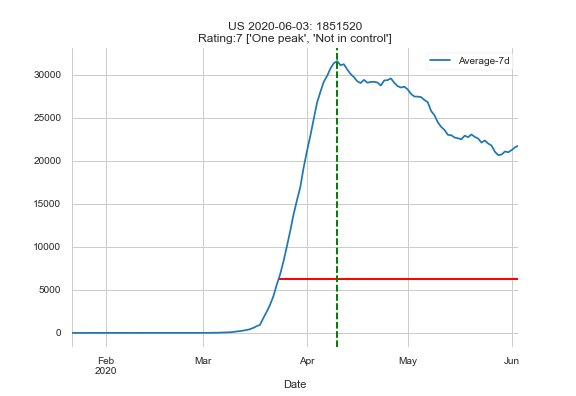 US 2020-06-03: 1851520
Rating:7 ['One peak', 'Not in control']
Average-7d
30000
25000
20000
15000
10000
5000
0
Feb
2020
Mar
Apr
May
Jun
Date